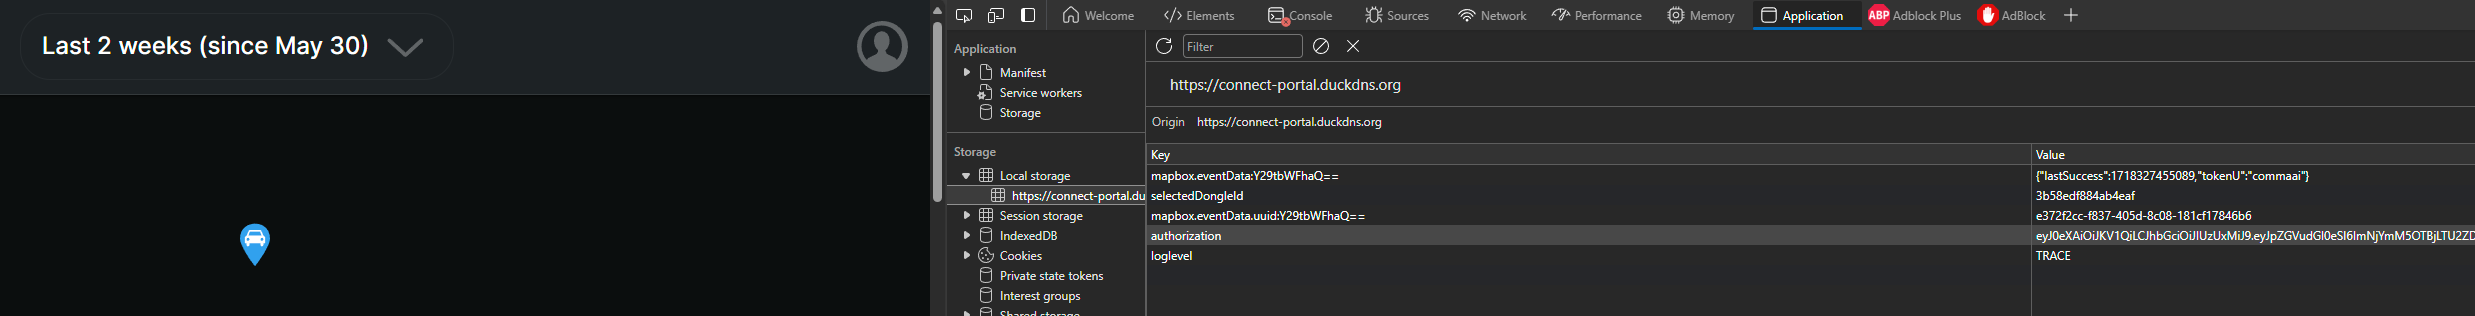 Last 2 weeks (since May 30)
Welcome
Elements
Console
Sources
Network
Performance
Memory
Application
ABP Adblock Plus
AdBlock
Application
Manifest
Service workers
Storage
Storage
Local storage
https://connect-portal.du
Session storage
IndexedDB
Cookies
Private state tokens
Interest groups
Shared storage
Filter
https://connect-portal.duckdns.org
Origin https://connect-portal.duckdns.org
Key Value
mapbox.eventData:Y29tbWFhaQ== {"lastSuccess":1718327455089,"tokenU":"commaai"}
selectedDongleId 3b58edf884ab4eaf
mapbox.eventData.uuid:Y29tbWFhaQ== e372f2cc-f837-405d-8c08-181cf17846b6
authorization
loglevel TRACE